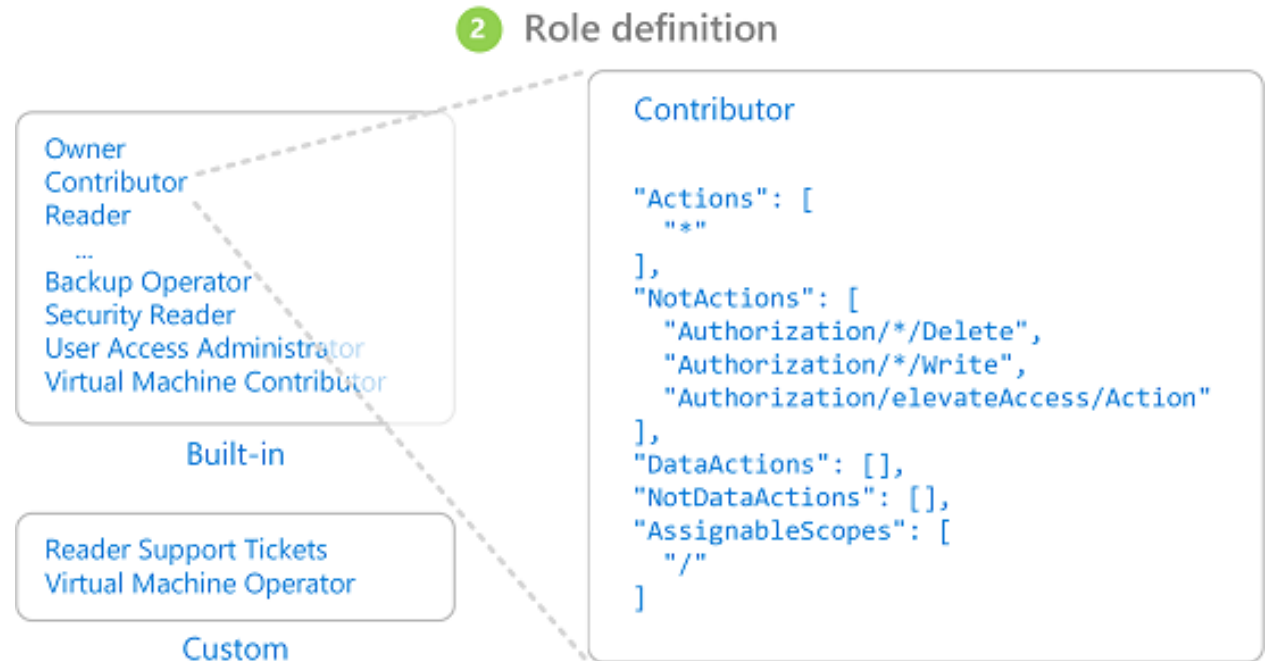 2 Role definition
Owner
Contributor
Reader
...
Backup Operator
Security Reader
User Access Administrator
Virtual Machine Contributor
Built-in
Reader Support Tickets
Virtual Machine Operator
Custom
Contributor
"Actions": [
"*"
],
"NotActions": [
"Authorization/*/Delete",
"Authorization/*/Write",
"Authorization/elevateAccess/Action"
],
"DataActions": [],
"NotDataActions": [],
"AssignableScopes": [
"/"
]